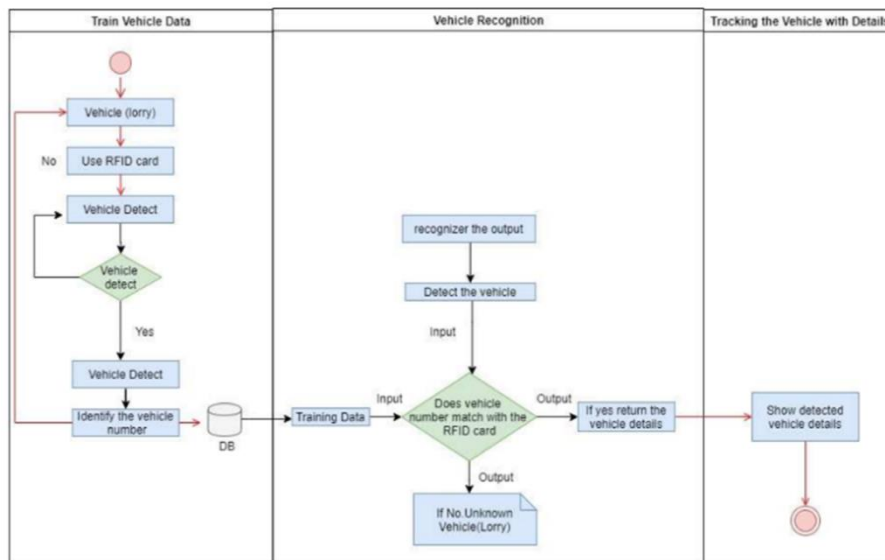 Train Vehicle Data
Vehicle Recognition
Tracking the Vehicle with Details
Vehicle (lorry)
No
Use RFID card
Vehicle Detect
Vehicle
detect
Yes
Vehicle Detect
Identify the vehicle
number
DB
recognizer the output
Detect the vehicle
Input
Input
Training Data
Does vehicle
number match with the
RFID card
Output
If yes return the
vehicle details
Output
If No.Unknown
Vehicle(Lorry)
Show detected
vehicle details